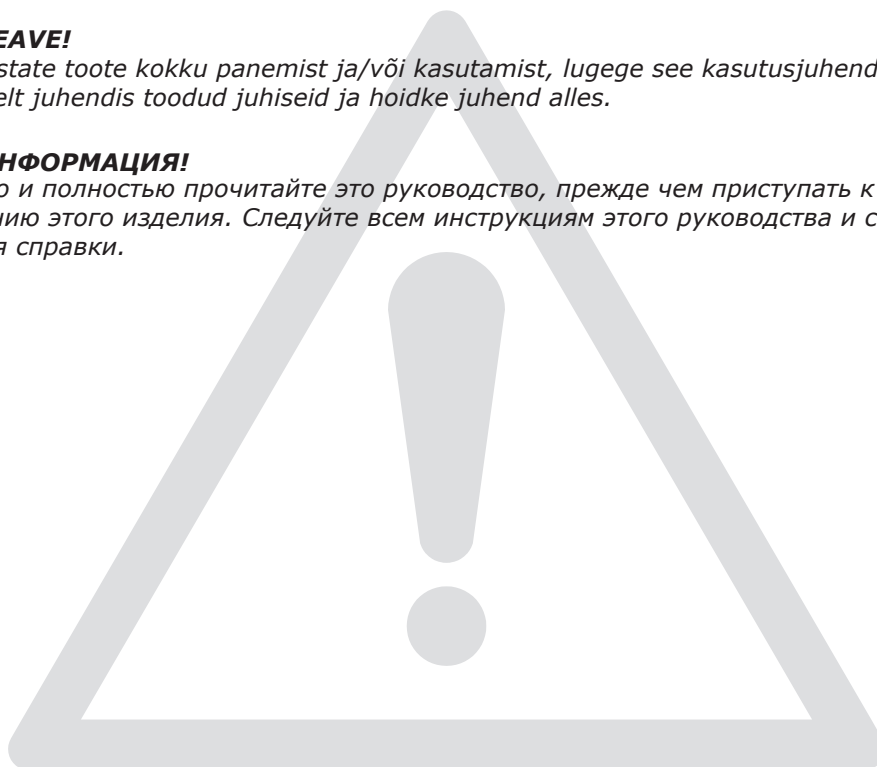 EAVE!
state toote kokku panemist ja/või kasutamist, lugege see kasutusjuhend
elt juhendis toodud juhiseid ja hoidke juhend alles.
НФОРМАЦИЯ!
о и полностью прочитайте это руководство, прежде чем приступать к
нию этого изделия. Следуйте всем инструкциям этого руководства и с
я справки.